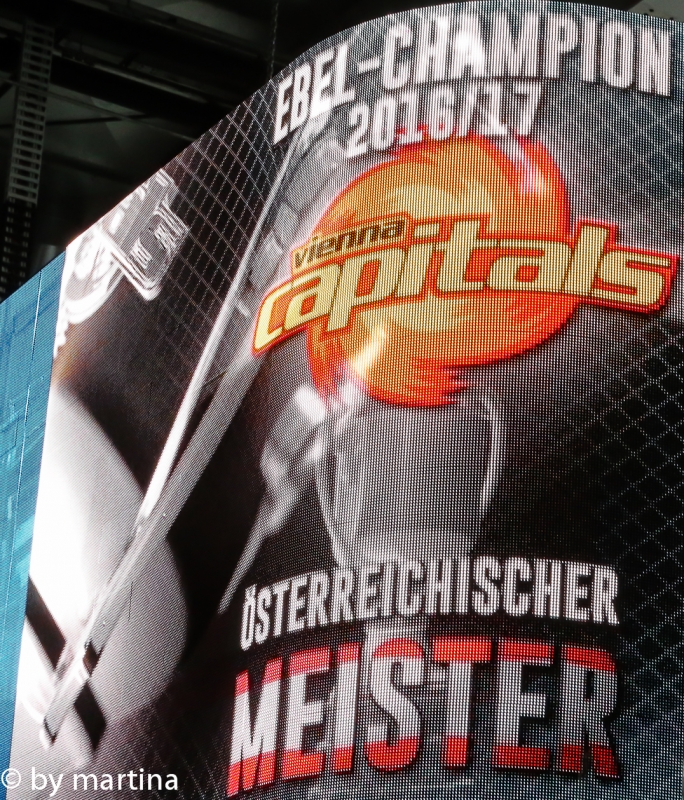 EBEL-CHAMPION
2016/17
vienna
capitals
ÖSTERREICHISCHER
MEISTER
© by martina